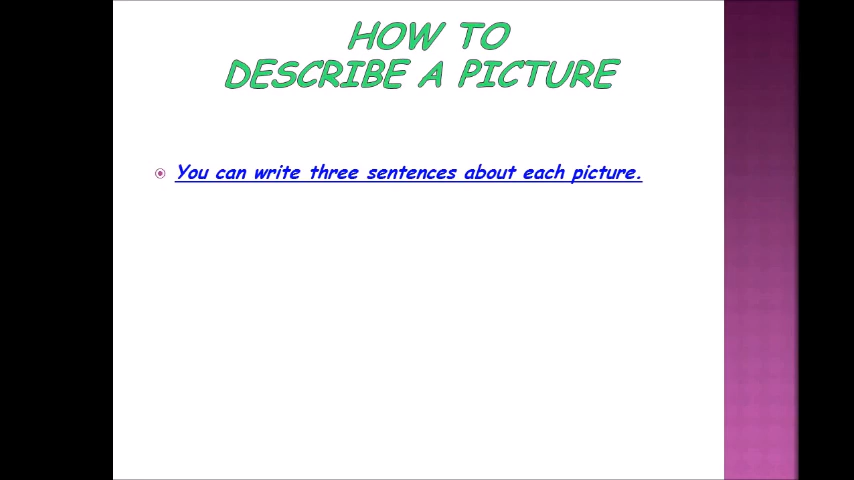 HOW TO
DESCRIBE A PICTURE
You can write three sentences about each picture.